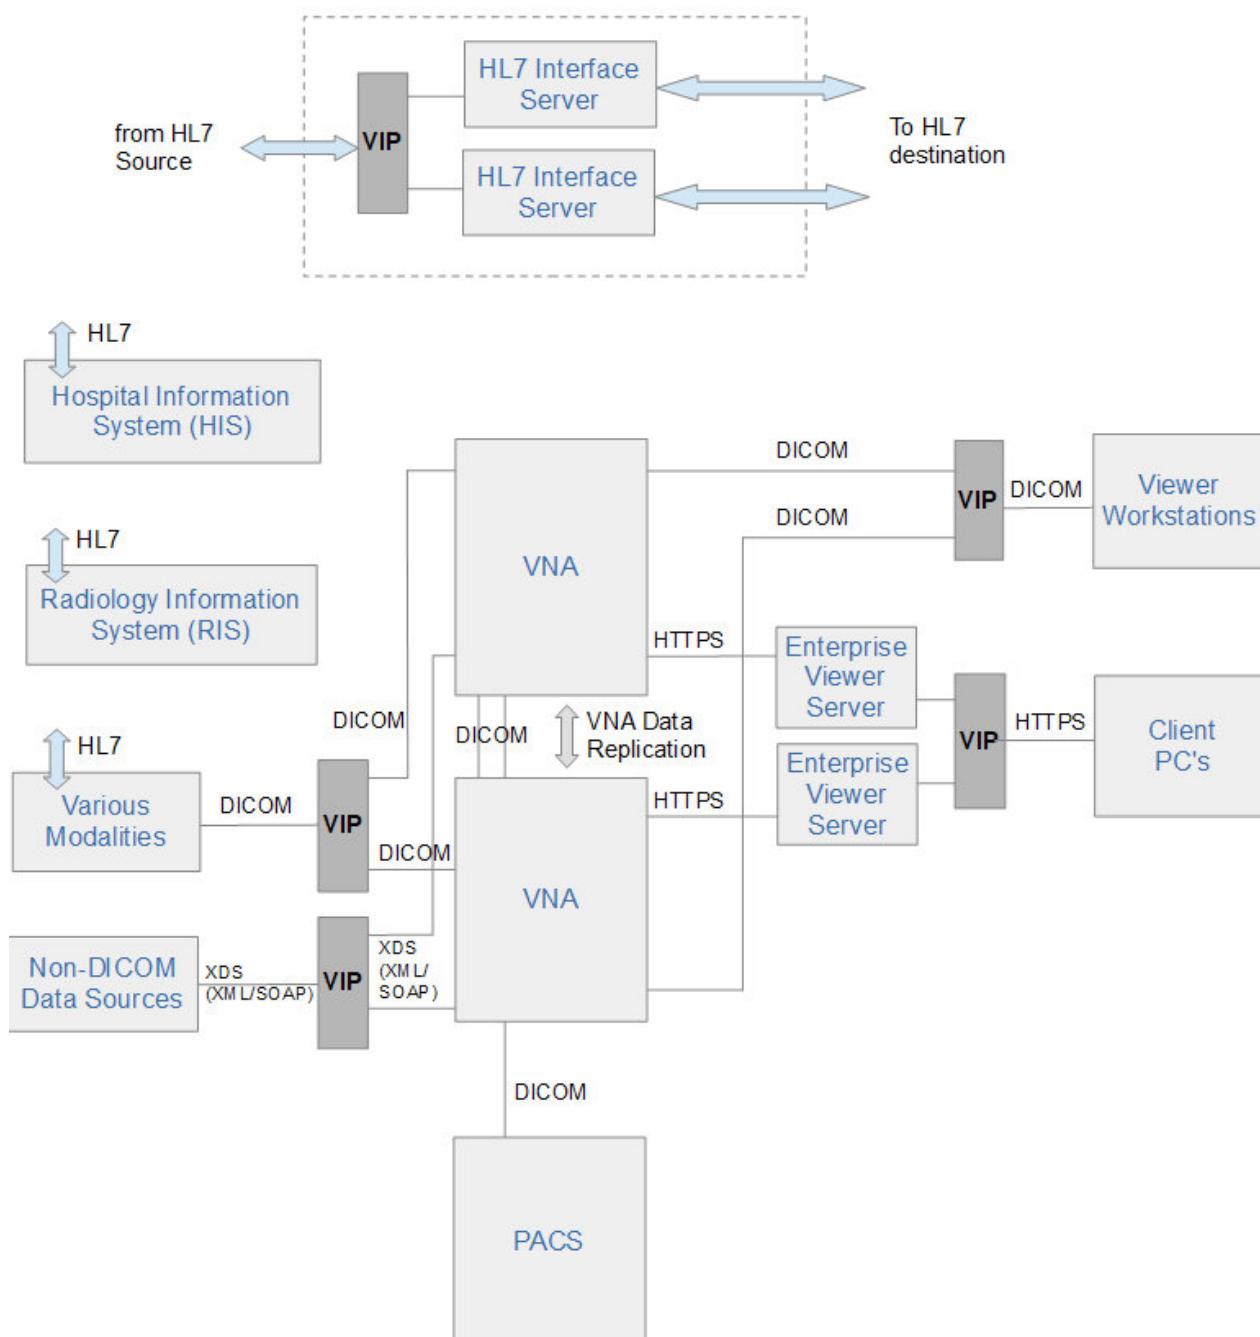 HL7 Interface
Server
from HL7
Source
VIP
To HL7
destination
HL7 Interface
Server
HL7
Hospital Information
System (HIS)
HL7
Radiology Information
System (RIS)
HL7
Various
Modalities
DICOM
VIP
DICOM
DICOM
Non-DICOM
Data Sources
XDS
(XML/SOAP)
VIP
XDS
(XML/
SOAP)
VNA
DICOM
VNA Data
Replication
VNA
DICOM
PACS
DICOM
DICOM
VIP
DICOM
Viewer
Workstations
HTTPS
Enterprise
Viewer
Server
HTTPS
Enterprise
Viewer
Server
VIP
HTTPS
Client
PC's